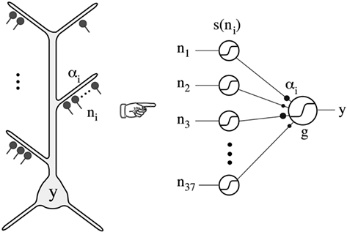 s(nᵢ)
n₁
αᵢ
αᵢ
n₂
nᵢ
y
n₃
g
y
n₃₇